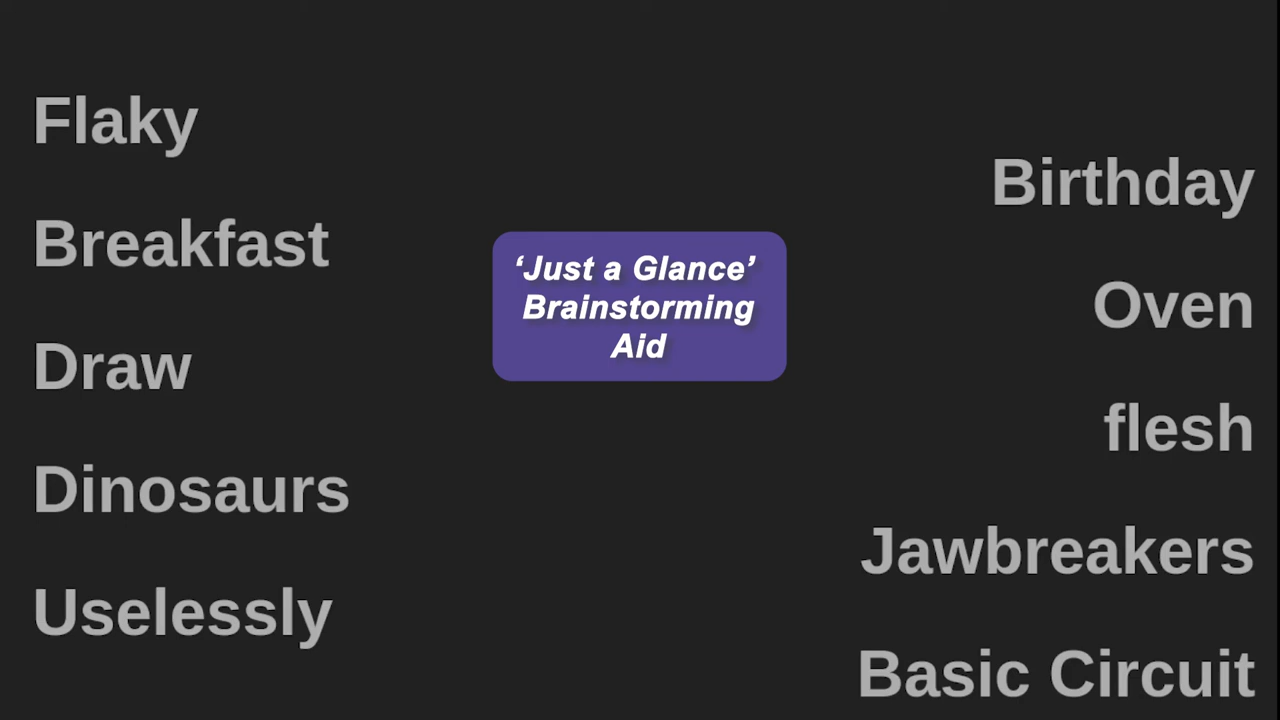 Flaky
Breakfast
Draw
Dinosaurs
Uselessly
‘Just a Glance’
Brainstorming
Aid
Birthday
Oven
flesh
Jawbreakers
Basic Circuit